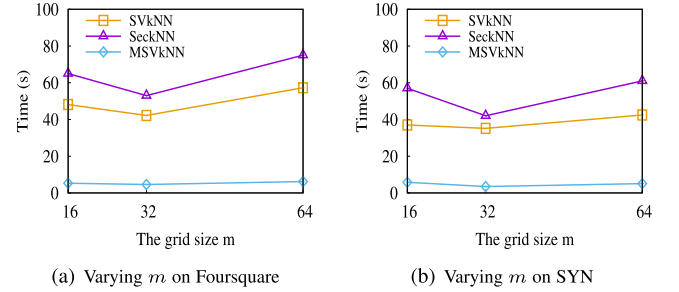 100
80
60
40
20
0
Time (s)
SVkNN
SeckNN
MSVkNN
16 32 64
The grid size m
(a) Varying m on Foursquare
100
80
60
40
20
0
Time (s)
SVkNN
SeckNN
MSVkNN
16 32 64
The grid size m
(b) Varying m on SYN